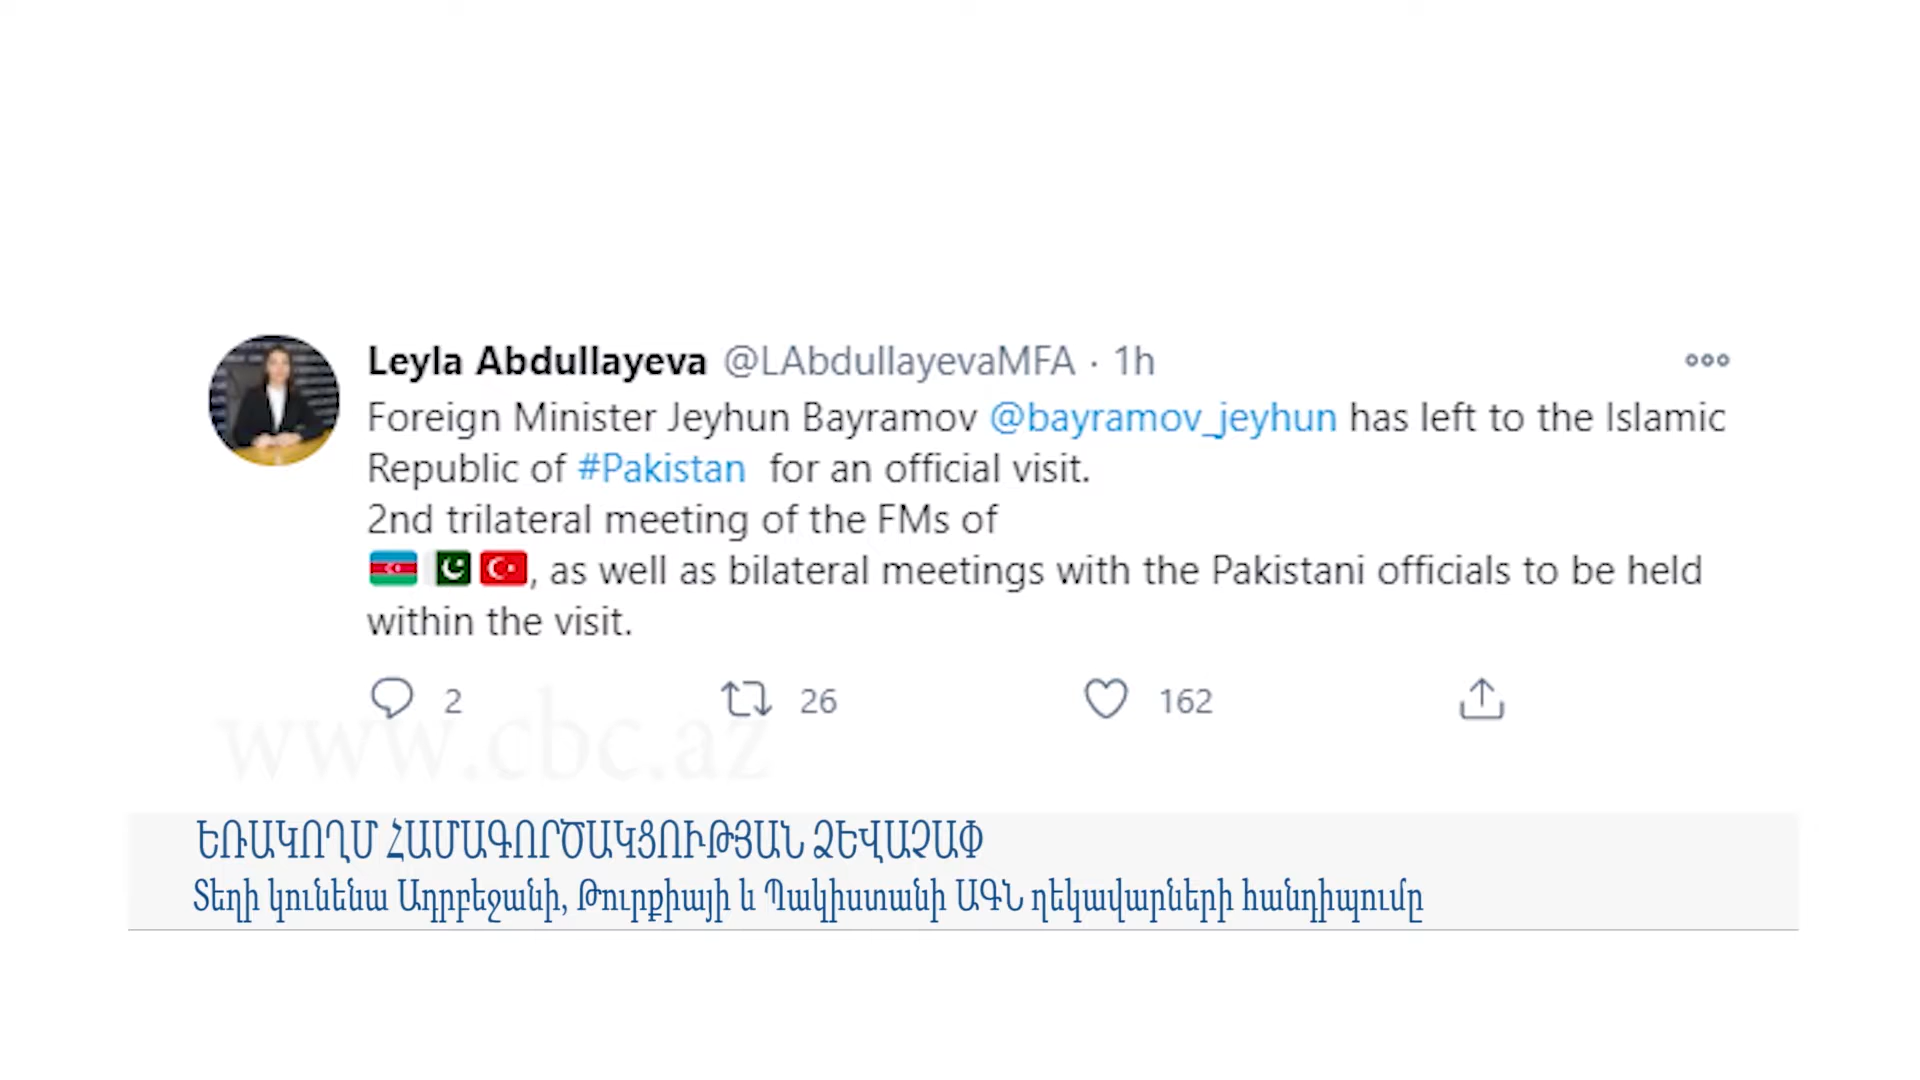 Leyla Abdullayeva @LAbdullayevaMFA · 1h
Foreign Minister Jeyhun Bayramov @bayramov_jeyhun has left to the Islamic
Republic of #Pakistan for an official visit.
2nd trilateral meeting of the FMs of
🇦🇿 🇵🇰 🇹🇷, as well as bilateral meetings with the Pakistani officials to be held
within the visit.
2 26 162
www.cbc.az
ԵՌԱԿՈՂՄ ՀԱՄԱԳՈՐԾԱԿՑՈՒԹՅԱՆ ՁԵՎԱՉԱՓ
Տեղի կունենա Ադրբեջանի, Թուրքիայի և Պակիստանի ԱԳՆ ղեկավարների հանդիպումը